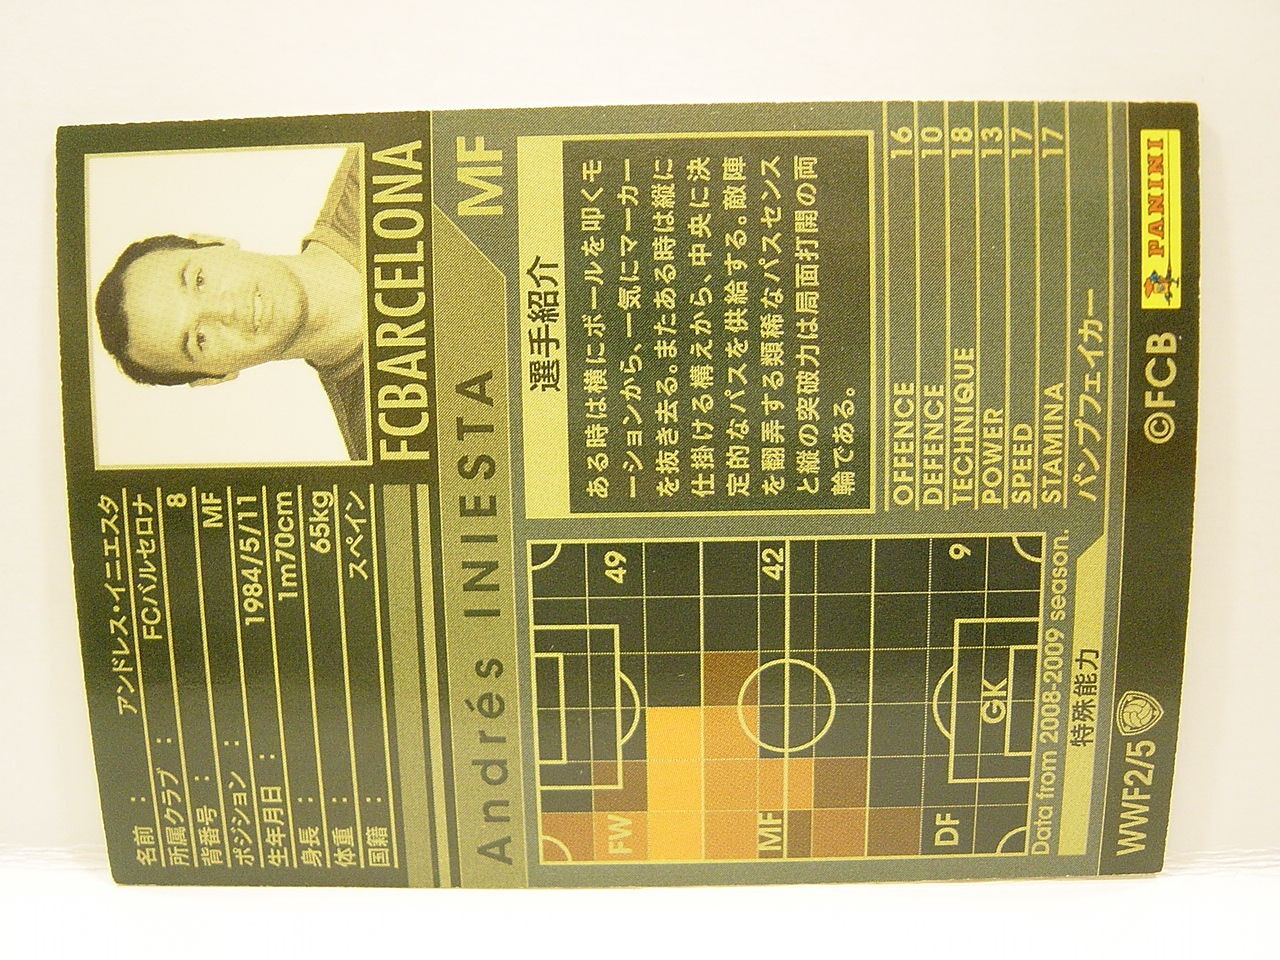 名前 : アンドレス・イニエスタ
所属クラブ : FCバルセロナ
背番号 : 8
ポジション : MF
生年月日 : 1984/5/11
身長 : 1m70cm
体重 : 65kg
国籍 : スペイン
FCBARCELONA
Andrés INIESTA MF
FW 49
MF 42
DF 9
GK
Data from 2008-2009 season.
選手紹介
ある時は横にボールを叩くモ
ーションから、一気にマーカー
を抜き去る。またある時は縦に
仕掛ける構えから、中央に決
定的なパスを供給する。敵陣
を翻弄する類稀なパスセンス
と縦の突破力は局面打開の両
輪である。
OFFENCE 16
DEFENCE 10
TECHNIQUE 18
POWER 13
SPEED 17
STAMINA 17
特殊能力 パンプフェイカー
WWF2/5 ©FCB PANINI